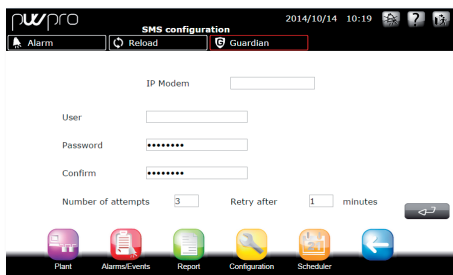 pwpro
SMS configuration
2014/10/14 10:19
Alarm Reload Guardian
IP Modem
User
Password ••••••••
Confirm ••••••••
Number of attempts 3 Retry after 1 minutes
Plant Alarms/Events Report Configuration Scheduler